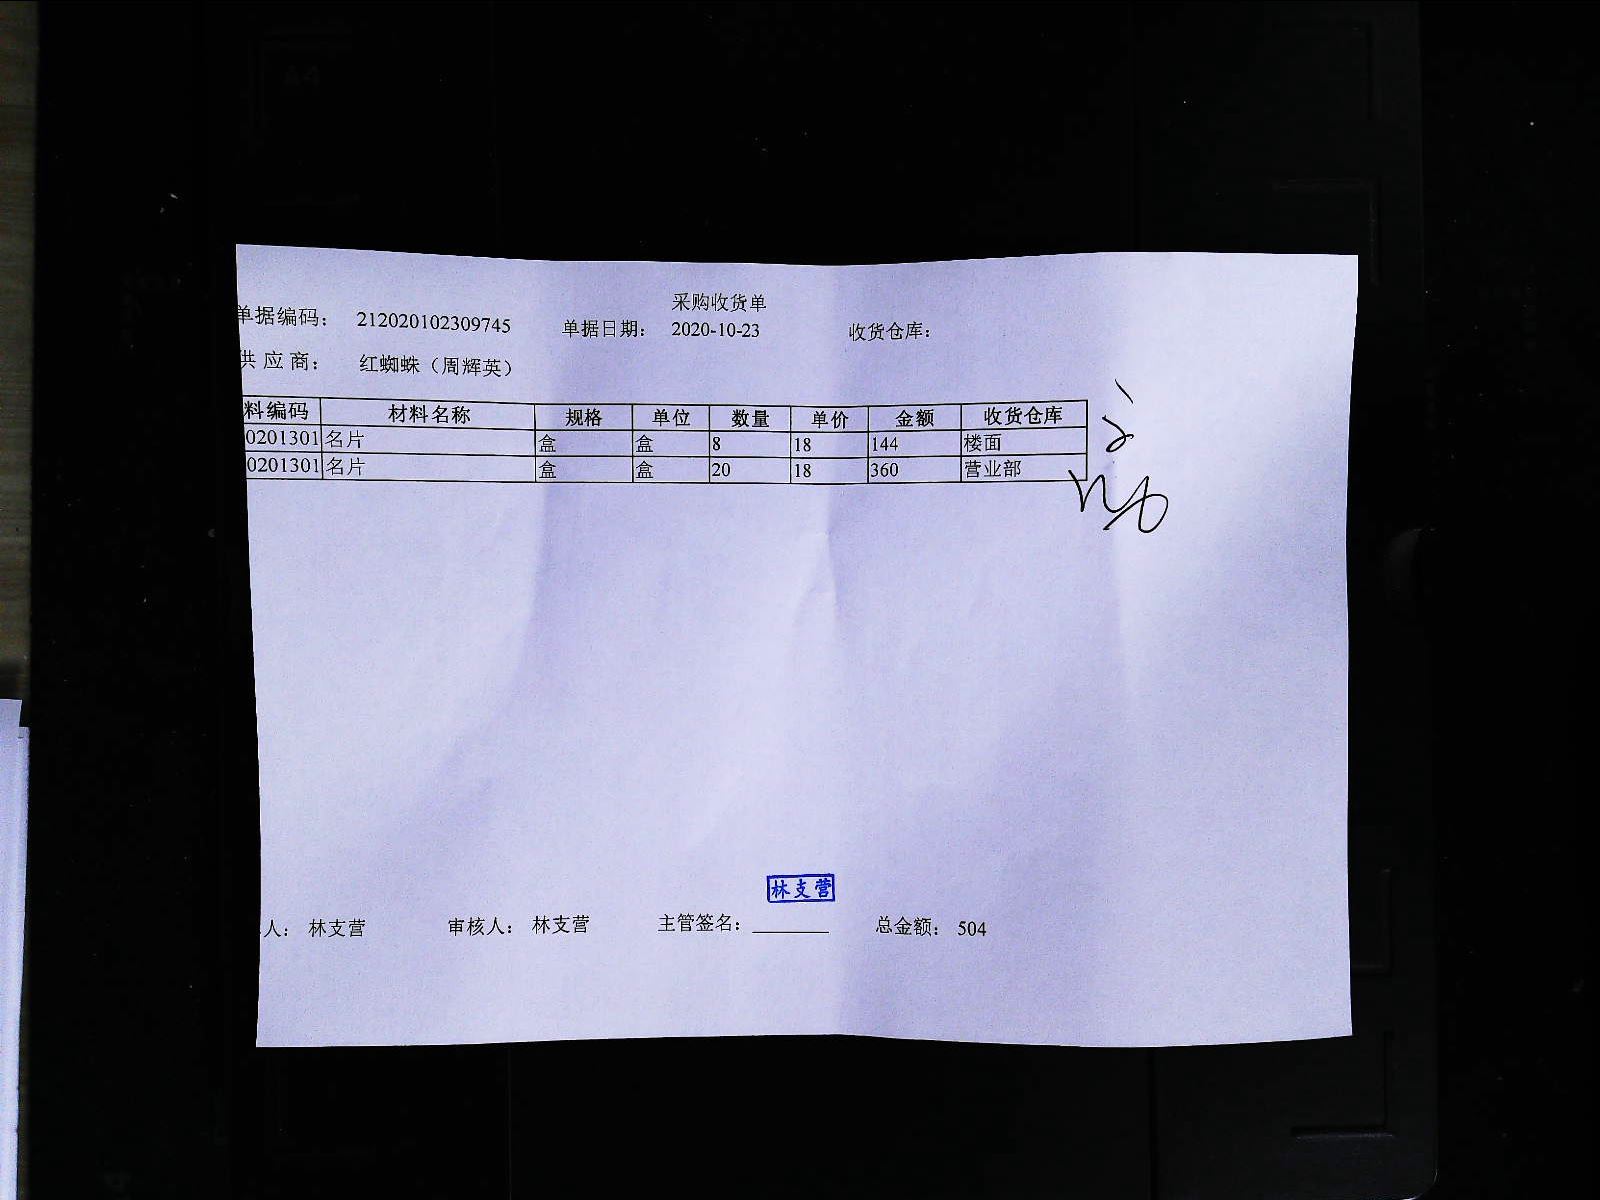 采购收货单
单据编码： 212020102309745 单据日期： 2020-10-23 收货仓库：
供 应 商： 红蜘蛛（周辉英）
料编码 材料名称 规格 单位 数量 单价 金额 收货仓库
0201301 名片 盒 盒 8 18 144 楼面
0201301 名片 盒 盒 20 18 360 营业部
林支营
人： 林支营 审核人： 林支营 主管签名： 总金额： 504